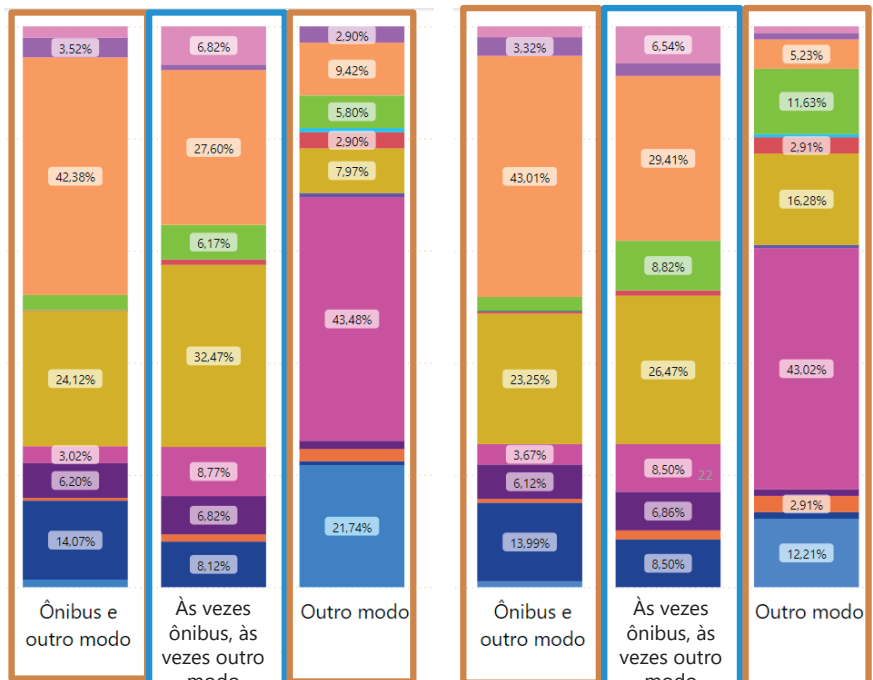 3,52%
42,38%
24,12%
3,02%
6,20%
14,07%
Ônibus e
outro modo
6,82%
27,60%
6,17%
32,47%
8,77%
6,82%
8,12%
Às vezes
ônibus, às
vezes outro
modo
2,90%
9,42%
5,80%
2,90%
7,97%
43,48%
21,74%
Outro modo
3,32%
43,01%
23,25%
3,67%
6,12%
13,99%
Ônibus e
outro modo
6,54%
29,41%
8,82%
26,47%
8,50%
22
6,86%
8,50%
Às vezes
ônibus, às
vezes outro
modo
5,23%
11,63%
2,91%
16,28%
43,02%
2,91%
12,21%
Outro modo